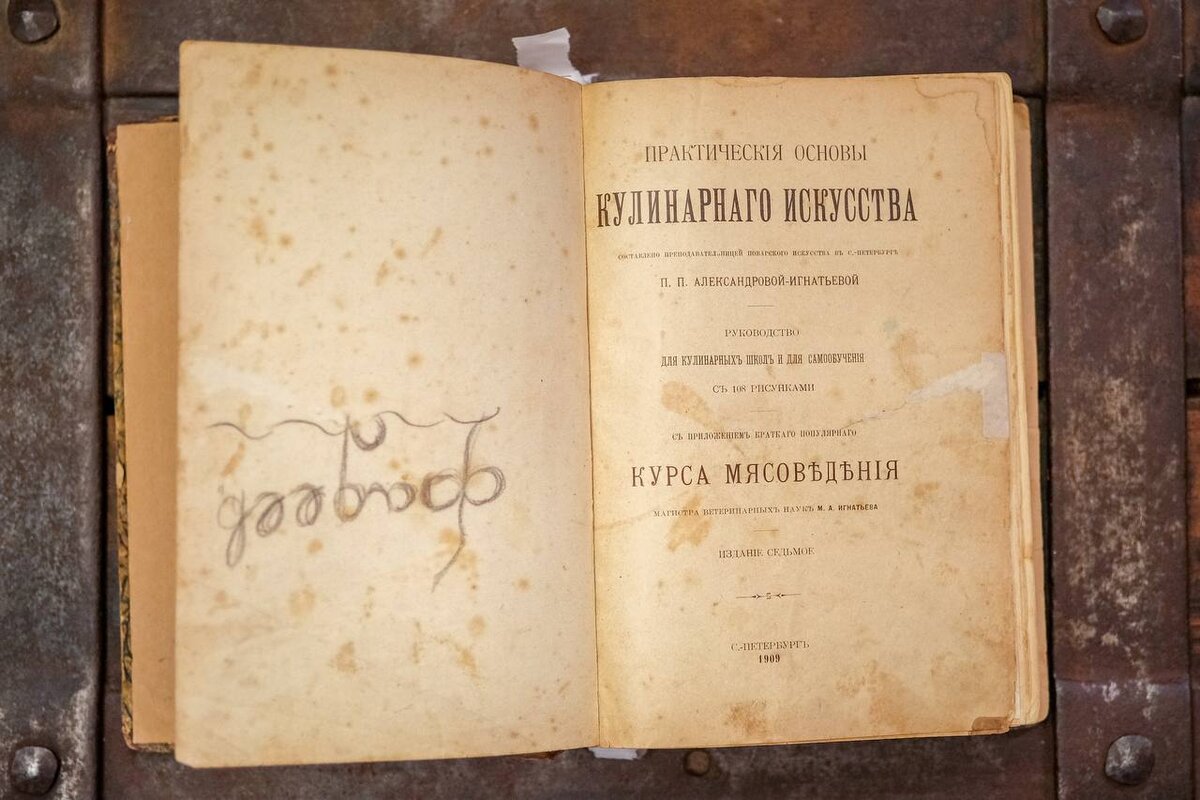 Фадеев
ПРАКТИЧЕСКІЯ ОСНОВЫ
КУЛИНАРНАГО ИСКУССТВА
СОСТАВЛЕНО ПРЕПОДАВАТЕЛЬНИЦЕЙ ПОВАРСКОГО ИСКУССТВА ВЪ С.-ПЕТЕРБУРГѢ
П. П. АЛЕКСАНДРОВОЙ-ИГНАТЬЕВОЙ
РУКОВОДСТВО
ДЛЯ КУЛИНАРНЫХЪ ШКОЛЪ И ДЛЯ САМООБУЧЕНІЯ
СЪ 108 РИСУНКАМИ
СЪ ПРИЛОЖЕНІЕМЪ КРАТКАГО ПОПУЛЯРНАГО
КУРСА МЯСОВѢДѢНІЯ
МАГИСТРА ВЕТЕРИНАРНЫХЪ НАУКЪ М. А. ИГНАТЬЕВА
ИЗДАНІЕ СЕДЬМОЕ
С.-ПЕТЕРБУРГЪ
1909